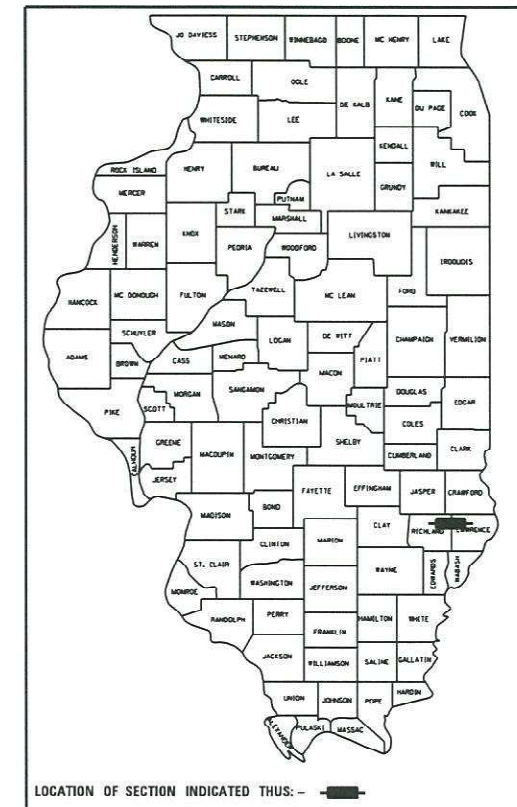 JO DAVIESS STEPHENSON WINNEBAGO BOONE MC HENRY LAKE
CARROLL OGLE DE KALB KANE DU PAGE COOK
WHITESIDE LEE
KENDALL WILL
ROCK ISLAND HENRY BUREAU LA SALLE GRUNDY
MERCER PUTNAM
STARK MARSHALL KANKAKEE
HENDERSON WARREN KNOX PEORIA WOODFORD LIVINGSTON
IROQUOIS
HANCOCK MC DONOUGH FULTON TAZEWELL MC LEAN FORD
MASON
SCHUYLER LOGAN DE WITT CHAMPAIGN VERMILION
ADAMS BROWN CASS MENARD PIATT
MACON
MORGAN SANGAMON DOUGLAS
PIKE SCOTT MOULTRIE EDGAR
CHRISTIAN COLES
GREENE MACOUPIN MONTGOMERY SHELBY CUMBERLAND CLARK
CALHOUN JERSEY
FAYETTE EFFINGHAM JASPER CRAWFORD
MADISON BOND
CLAY RICHLAND LAWRENCE
CLINTON MARION
ST. CLAIR WAYNE EDWARDS WABASH
WASHINGTON JEFFERSON
MONROE
RANDOLPH PERRY HAMILTON WHITE
FRANKLIN
JACKSON WILLIAMSON SALINE GALLATIN
UNION JOHNSON POPE HARDIN
ALEXANDER PULASKI MASSAC
LOCATION OF SECTION INDICATED THUS: -